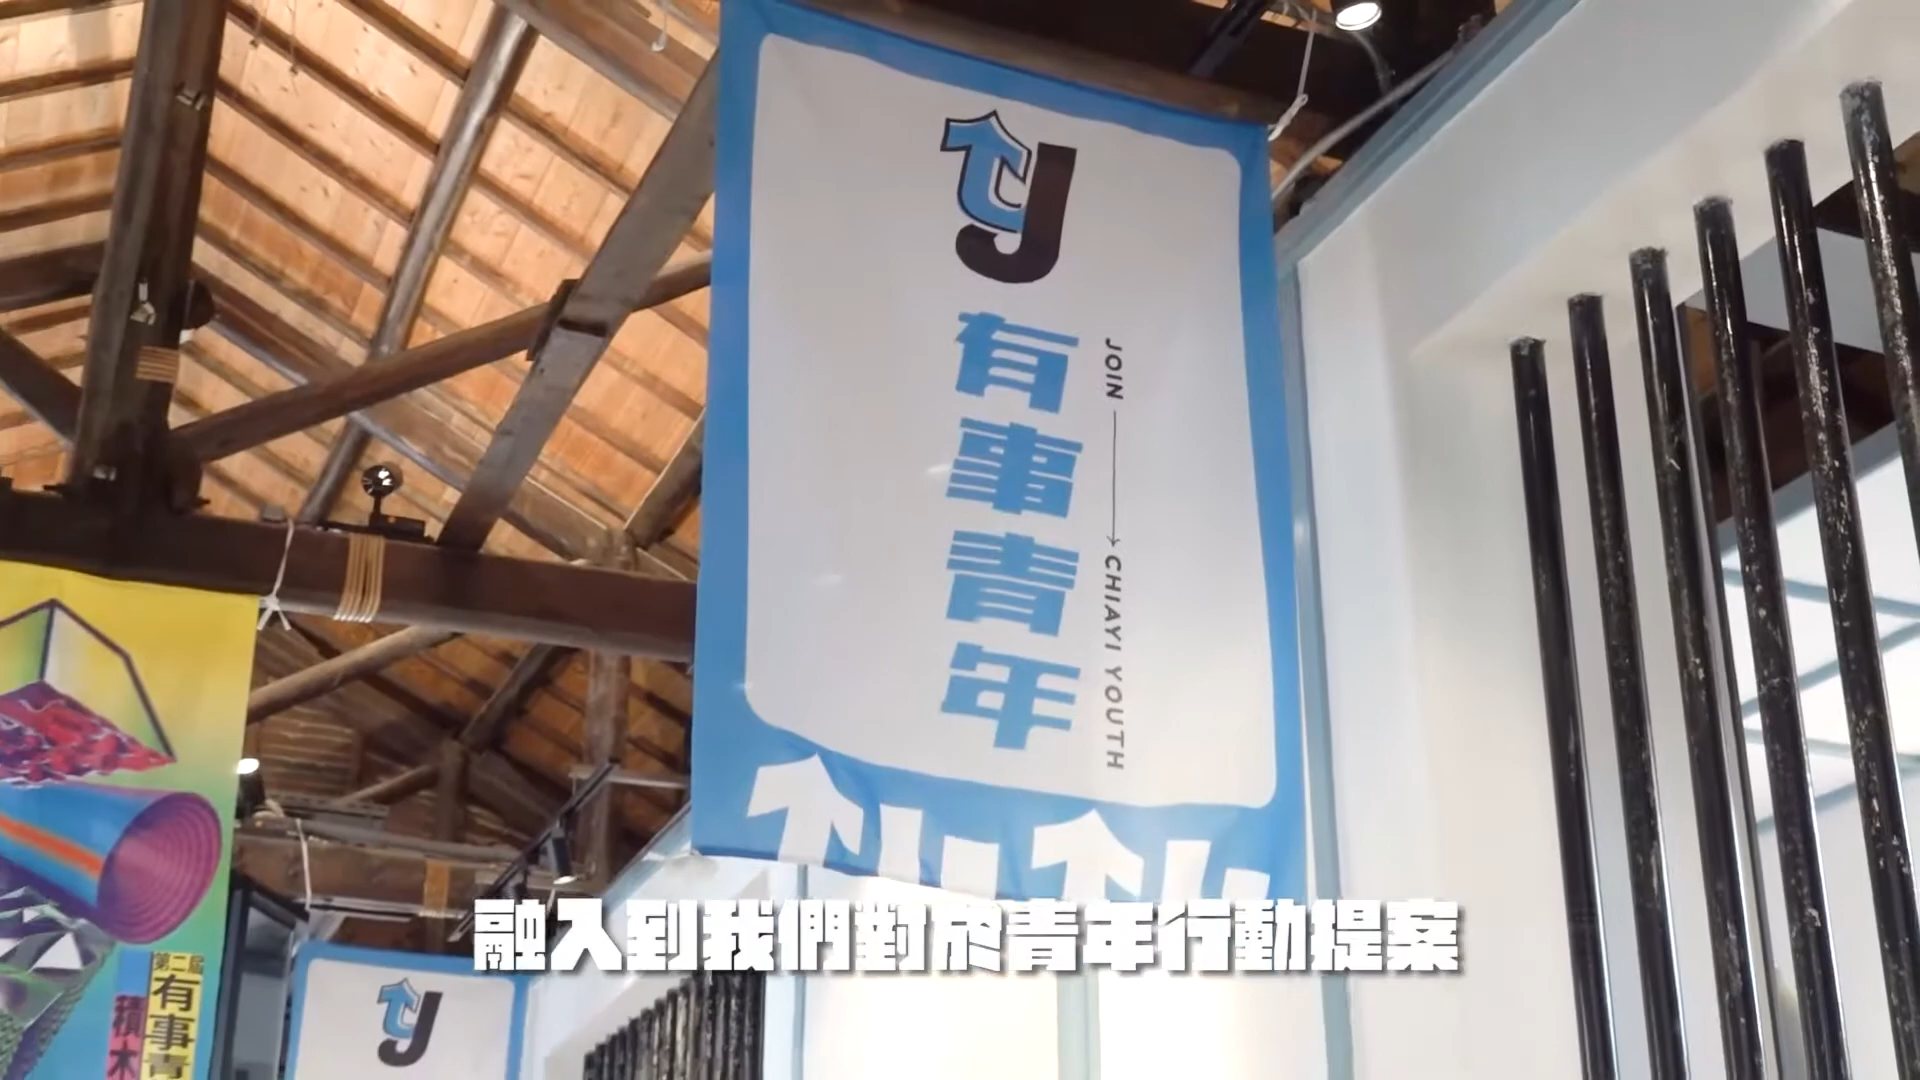 有事青年
JOIN → CHIAYI YOUTH
第二屆
有事青
積木
融入到我們對於青年行動提案